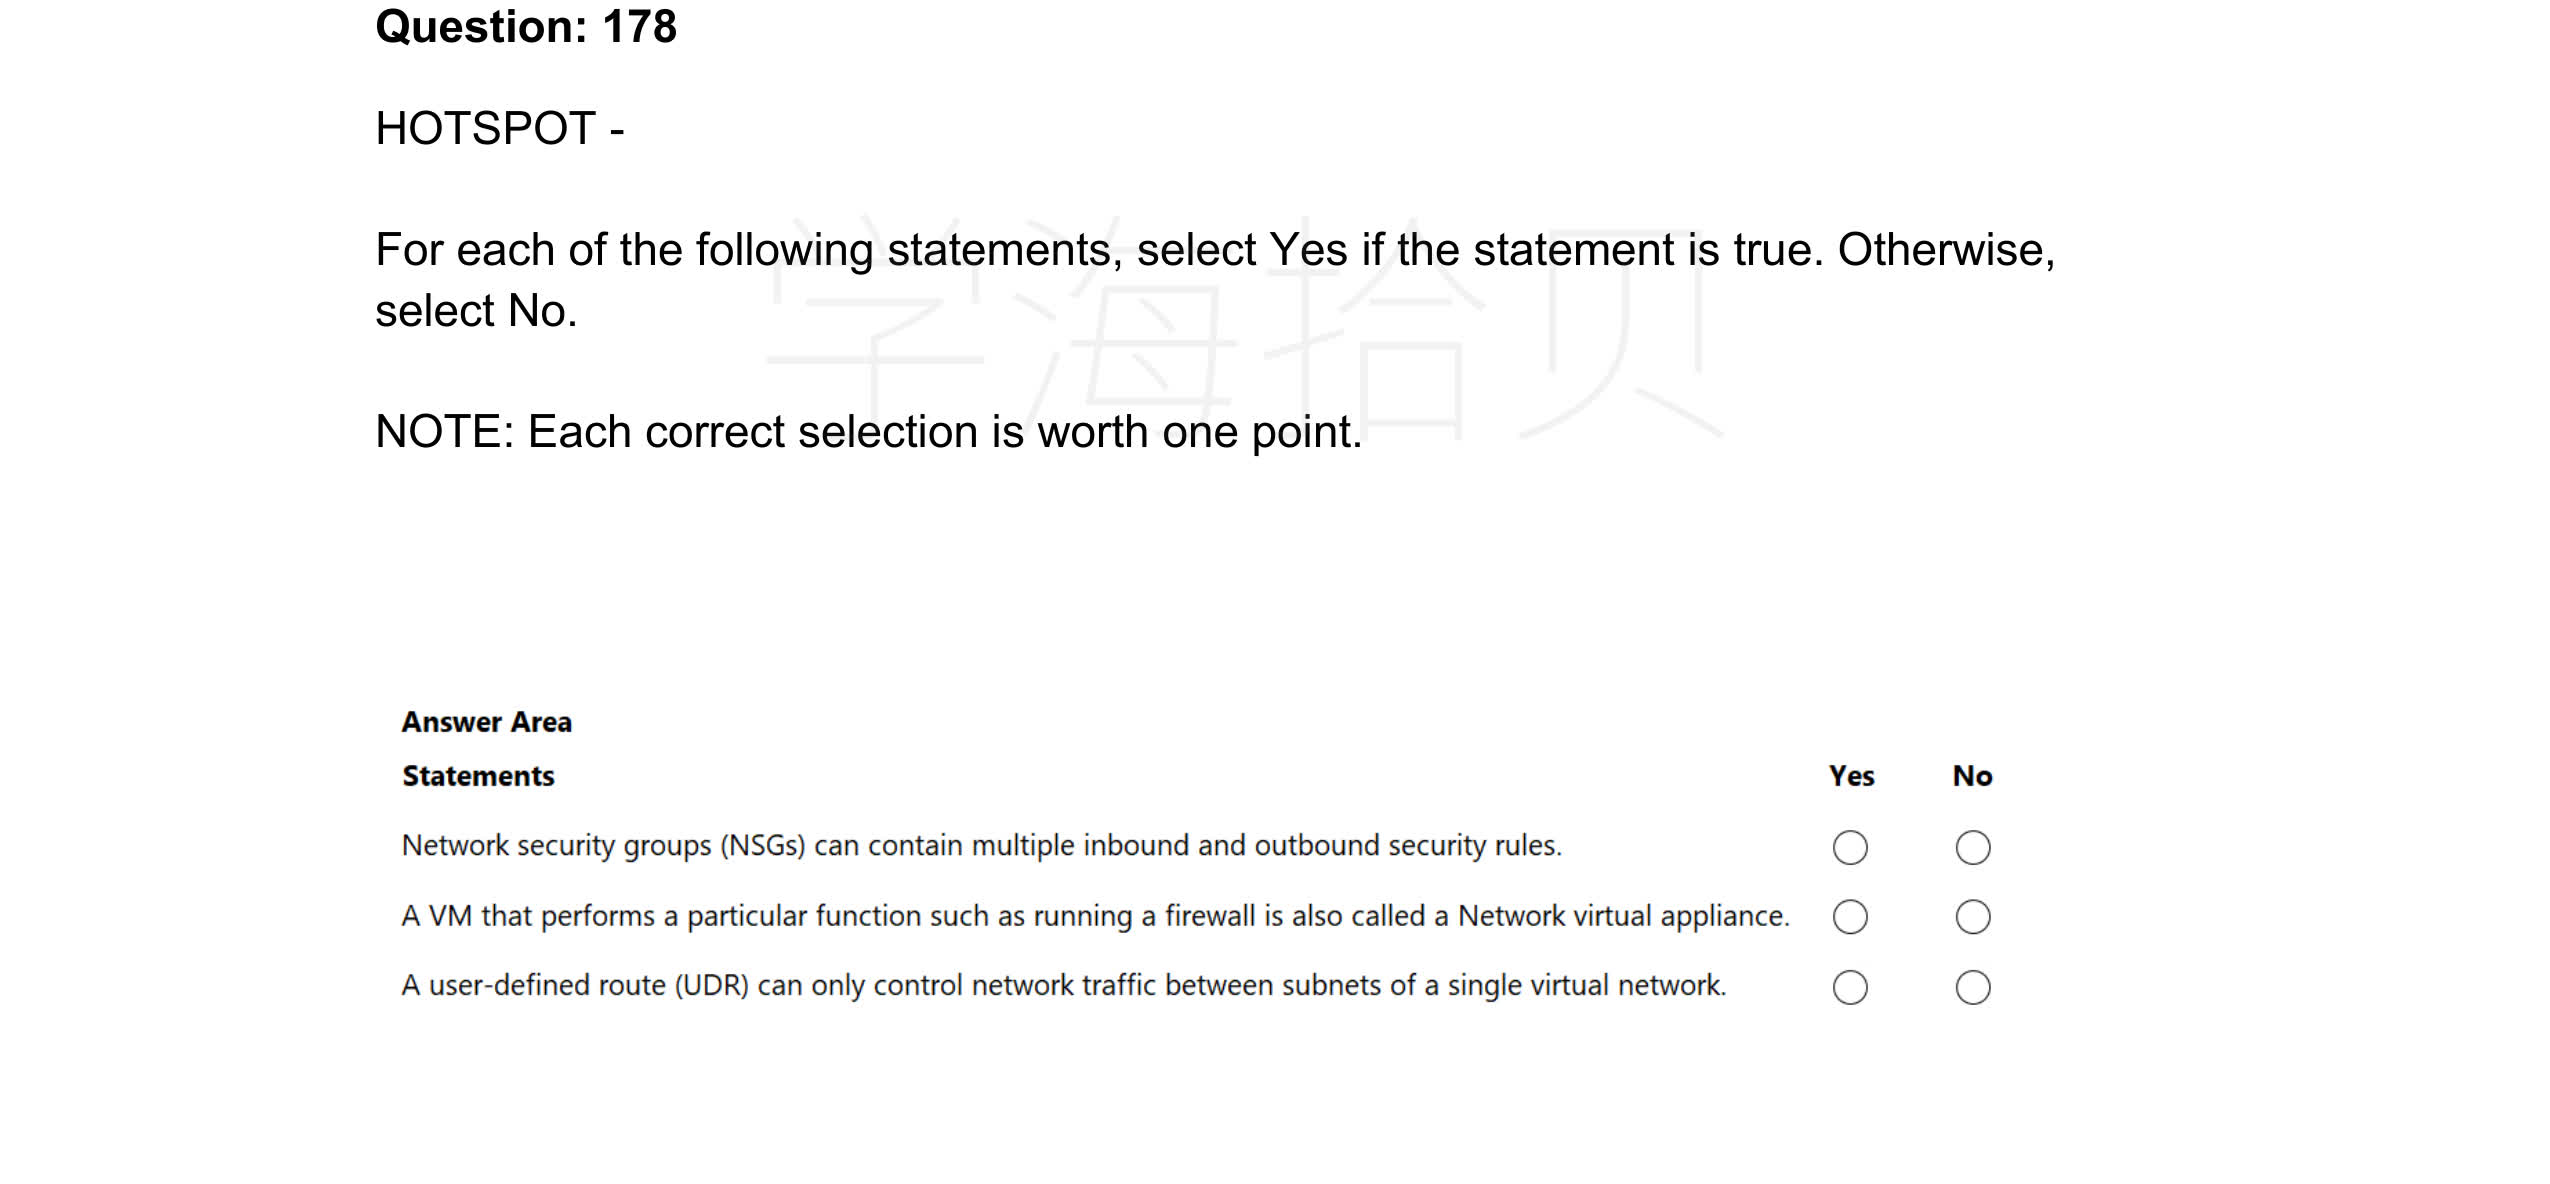 Question: 178
HOTSPOT -
学海拾贝
For each of the following statements, select Yes if the statement is true. Otherwise,
select No.
NOTE: Each correct selection is worth one point.
Answer Area
Statements Yes No
Network security groups (NSGs) can contain multiple inbound and outbound security rules.
A VM that performs a particular function such as running a firewall is also called a Network virtual appliance.
A user-defined route (UDR) can only control network traffic between subnets of a single virtual network.